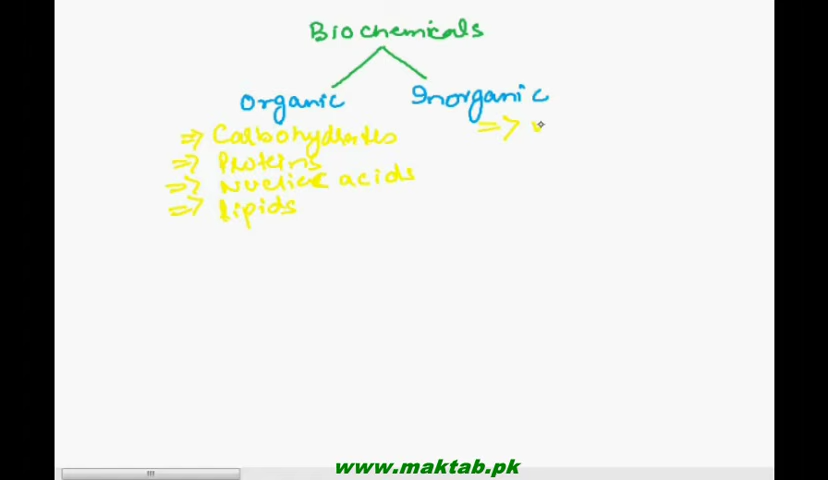 Biochemicals
Organic
Inorganic
=> Carbohydrates
=> Proteins
=> Nucleic acids
=> Lipids
=>
www.maktab.pk